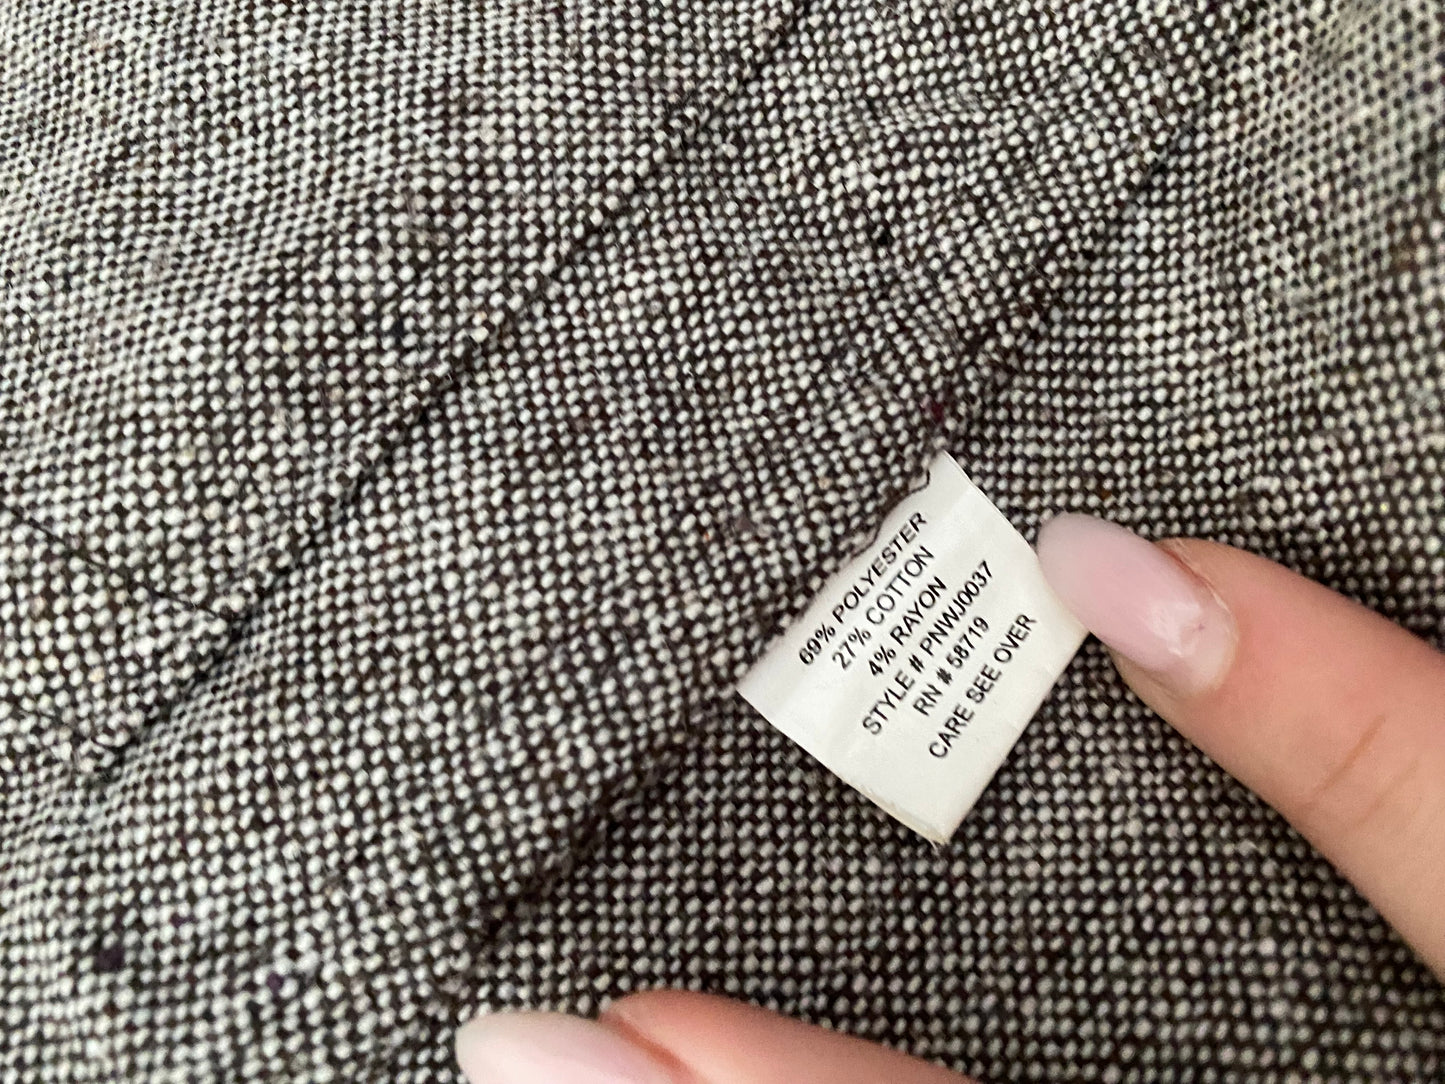 69% POLYESTER
27% COTTON
4% RAYON
STYLE # PNWJ0037
RN # 58719
CARE SEE OVER